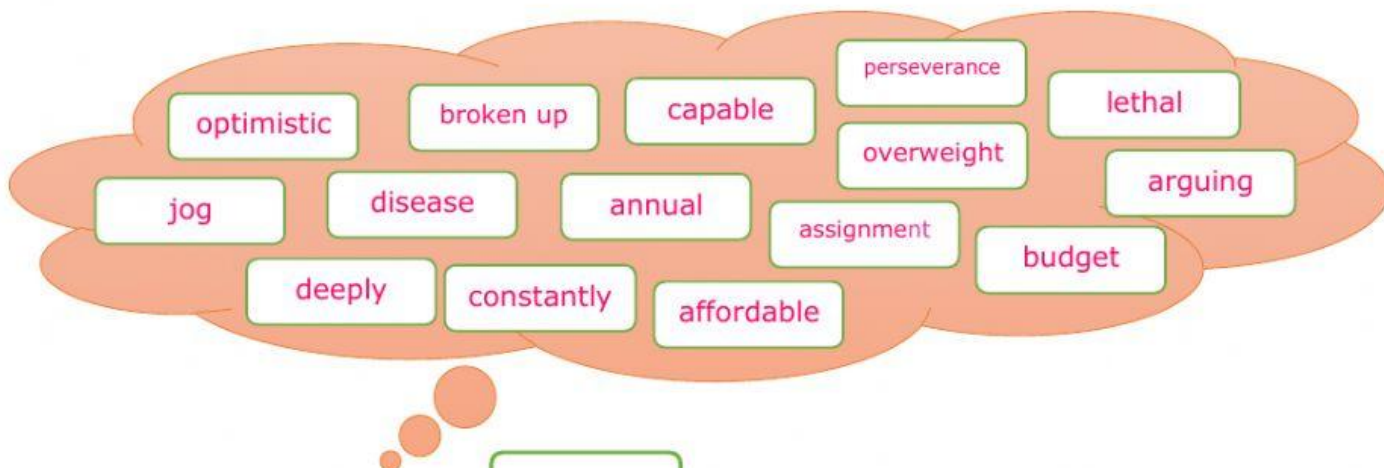 perseverance
optimistic
broken up
capable
lethal
overweight
jog
disease
annual
arguing
assignment
budget
deeply
constantly
affordable